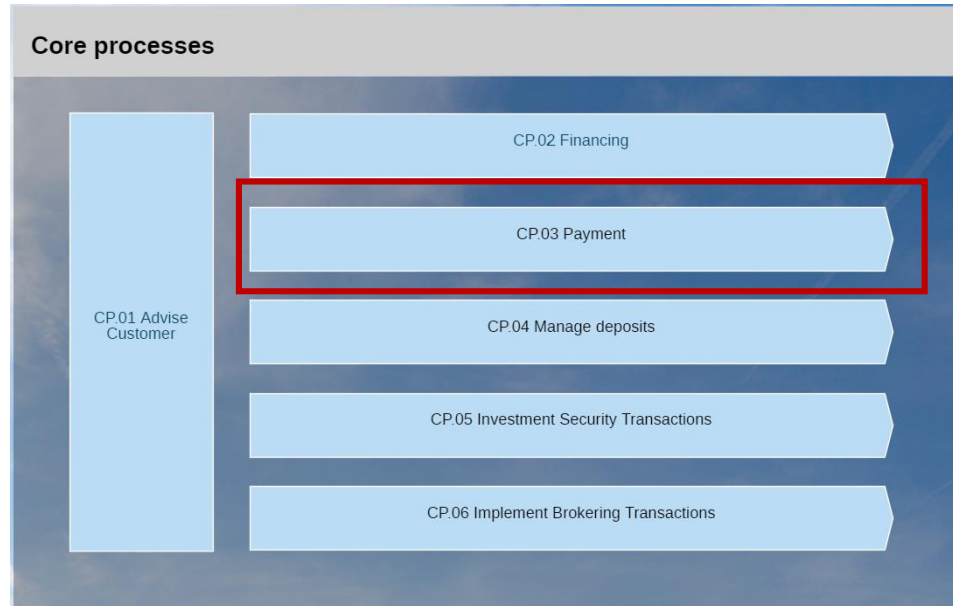 Core processes
CP.02 Financing
CP.03 Payment
CP.01 Advise
Customer
CP.04 Manage deposits
CP.05 Investment Security Transactions
CP.06 Implement Brokering Transactions